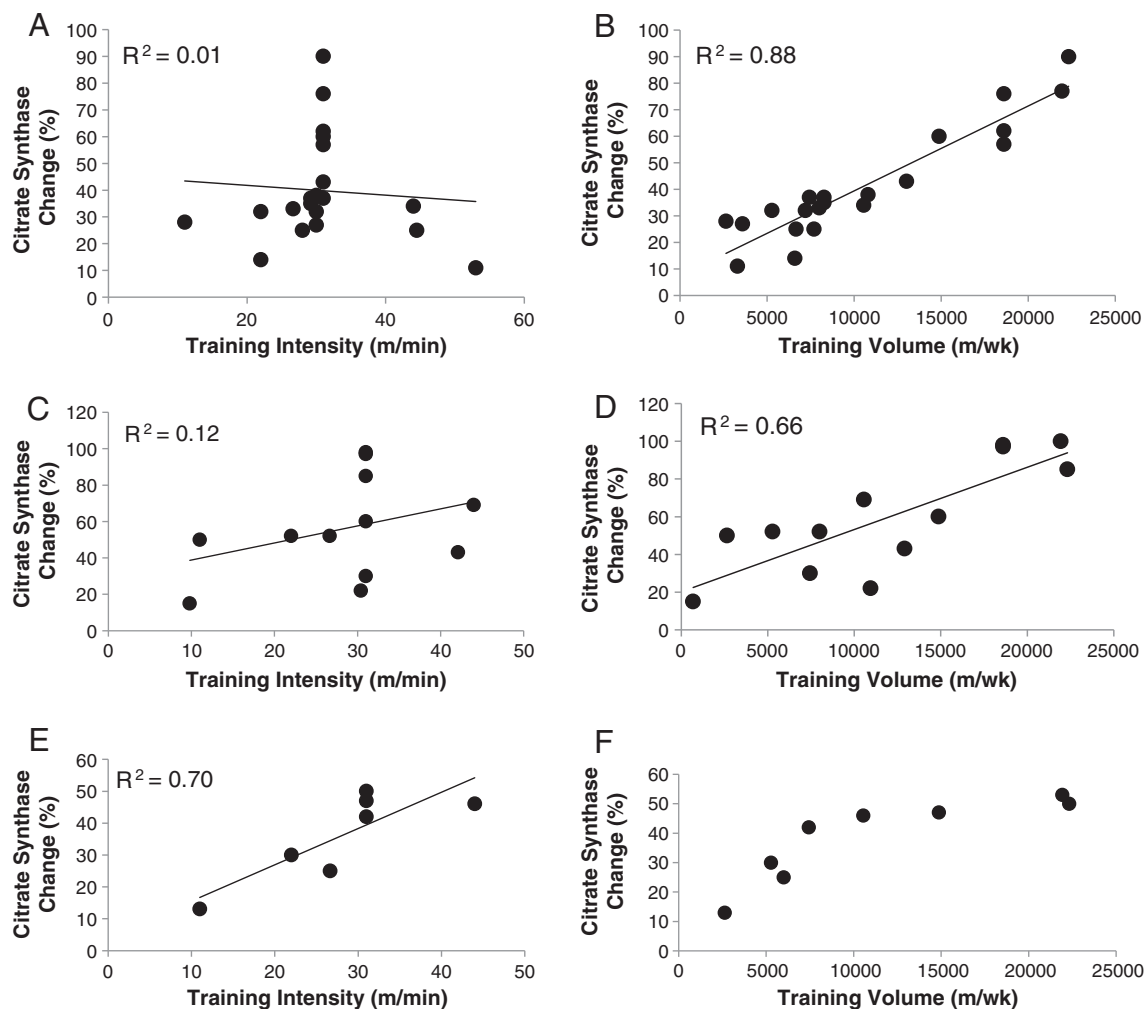 A
R² = 0.01
Citrate Synthase
Change (%)
100
90
80
70
60
50
40
30
20
10
0
0 20 40 60
Training Intensity (m/min)
B
R² = 0.88
Citrate Synthase
Change (%)
100
90
80
70
60
50
40
30
20
10
0
0 5000 10000 15000 20000 25000
Training Volume (m/wk)
C
R² = 0.12
Citrate Synthase
Change (%)
120
100
80
60
40
20
0
0 10 20 30 40 50
Training Intensity (m/min)
D
R² = 0.66
Citrate Synthase
Change (%)
120
100
80
60
40
20
0
0 5000 10000 15000 20000 25000
Training Volume (m/wk)
E
R² = 0.70
Citrate Synthase
Change (%)
60
50
40
30
20
10
0
0 10 20 30 40 50
Training Intensity (m/min)
F
Citrate Synthase
Change (%)
60
50
40
30
20
10
0
0 5000 10000 15000 20000 25000
Training Volume (m/wk)